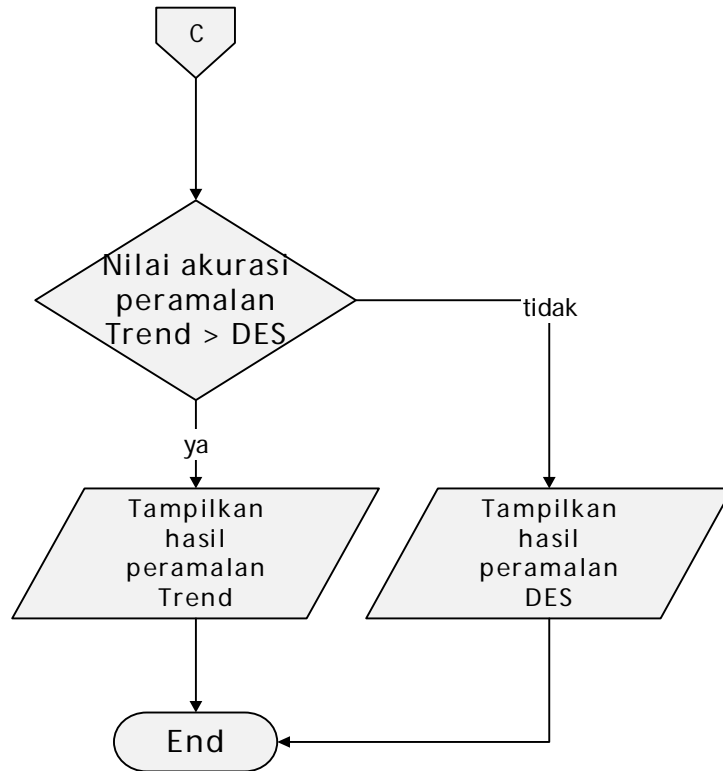 C
Nilai akurasi
peramalan
Trend > DES
tidak
ya
Tampilkan
hasil
peramalan
Trend
Tampilkan
hasil
peramalan
DES
End